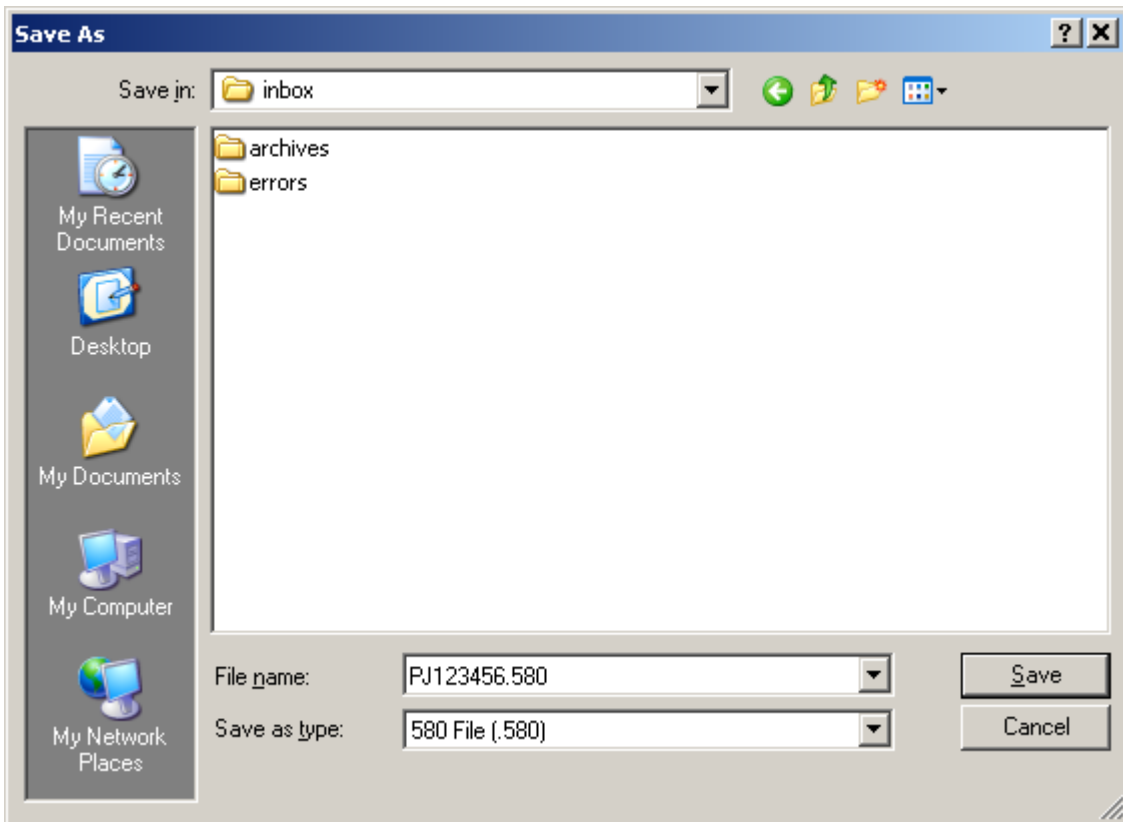 Save As
Save in:
inbox
archives
errors
My Recent
Documents
Desktop
My Documents
My Computer
My Network
Places
File name:
PJ123456.580
Save
Save as type:
580 File (.580)
Cancel